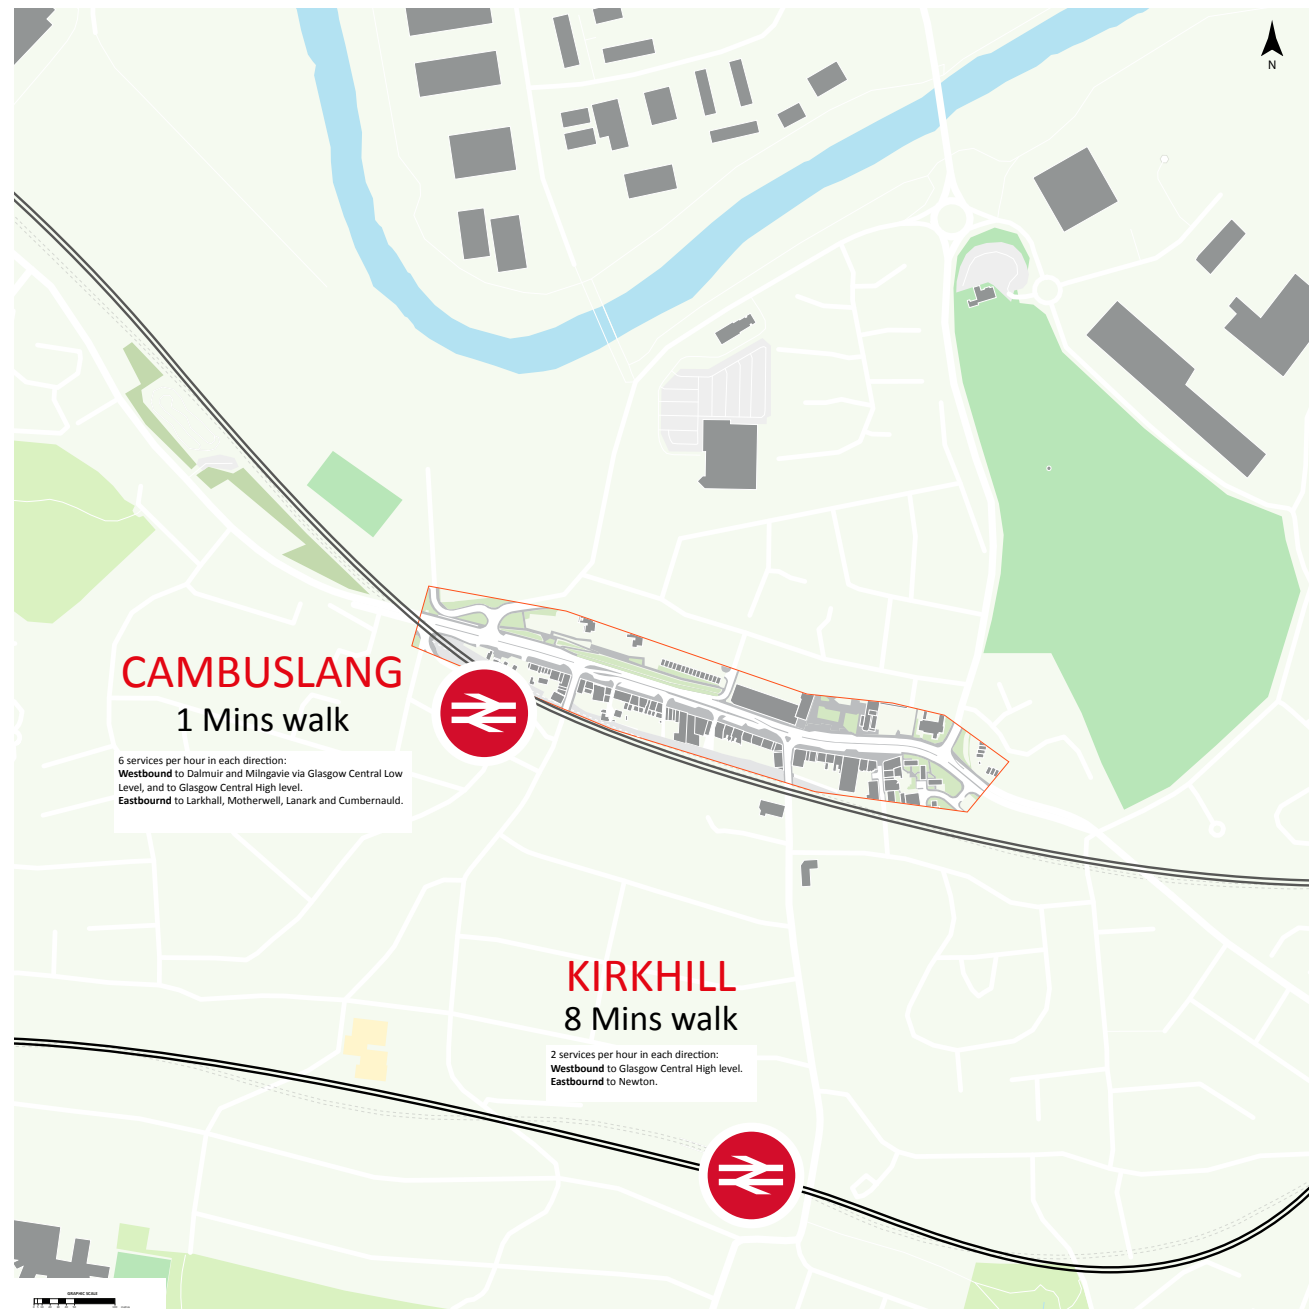 N
CAMBUSLANG
1 Mins walk
6 services per hour in each direction:
Westbound to Dalmuir and Milngavie via Glasgow Central Low
Level, and to Glasgow Central High level.
Eastbournd to Larkhall, Motherwell, Lanark and Cumbernauld.
KIRKHILL
8 Mins walk
2 services per hour in each direction:
Westbound to Glasgow Central High level.
Eastbournd to Newton.
GRAPHIC SCALE